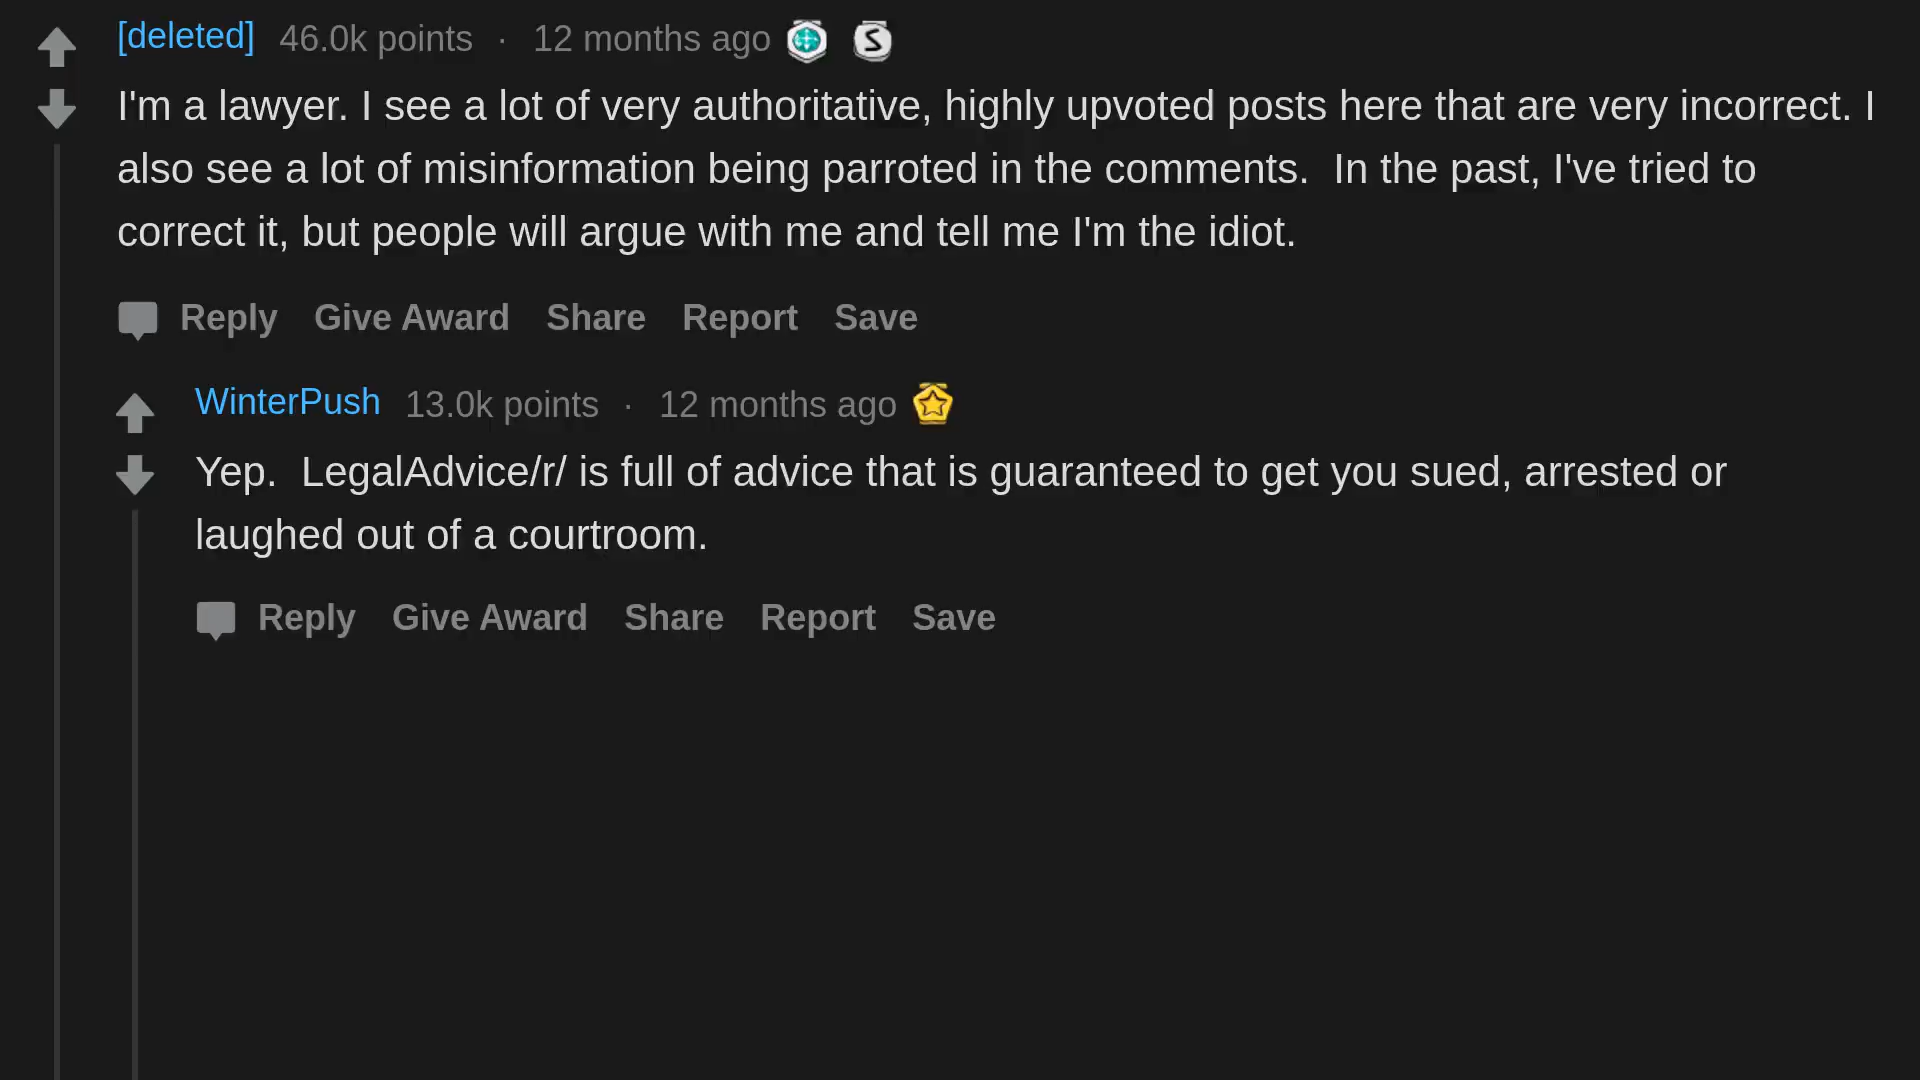 [deleted] 46.0k points · 12 months ago
I'm a lawyer. I see a lot of very authoritative, highly upvoted posts here that are very incorrect. I
also see a lot of misinformation being parroted in the comments.  In the past, I've tried to
correct it, but people will argue with me and tell me I'm the idiot.
Reply Give Award Share Report Save
WinterPush 13.0k points · 12 months ago
Yep.  LegalAdvice/r/ is full of advice that is guaranteed to get you sued, arrested or
laughed out of a courtroom.
Reply Give Award Share Report Save